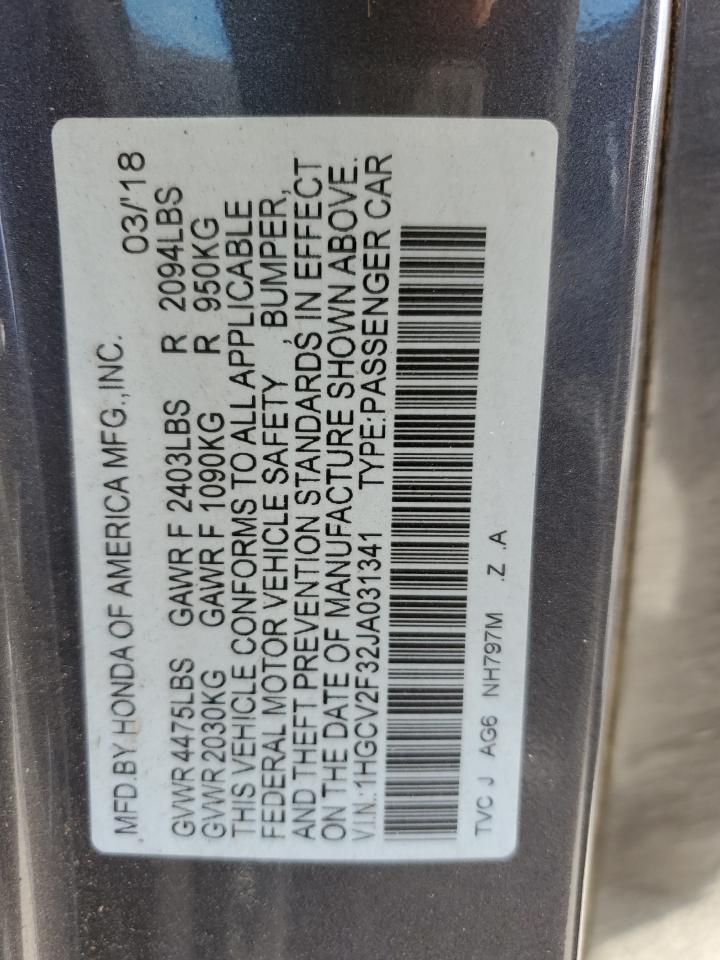 MFD.BY HONDA OF AMERICA MFG.,INC. 03/'18
GVWR 4475LBS GAWR F 2403LBS R 2094LBS
GVWR 2030KG GAWR F 1090KG R 950KG
THIS VEHICLE CONFORMS TO ALL APPLICABLE
FEDERAL MOTOR VEHICLE SAFETY , BUMPER,
AND THEFT PREVENTION STANDARDS IN EFFECT
ON THE DATE OF MANUFACTURE SHOWN ABOVE.
V.I.N.:1HGCV2F32JA031341 TYPE:PASSENGER CAR
TVC J AG6 NH797M .Z .A